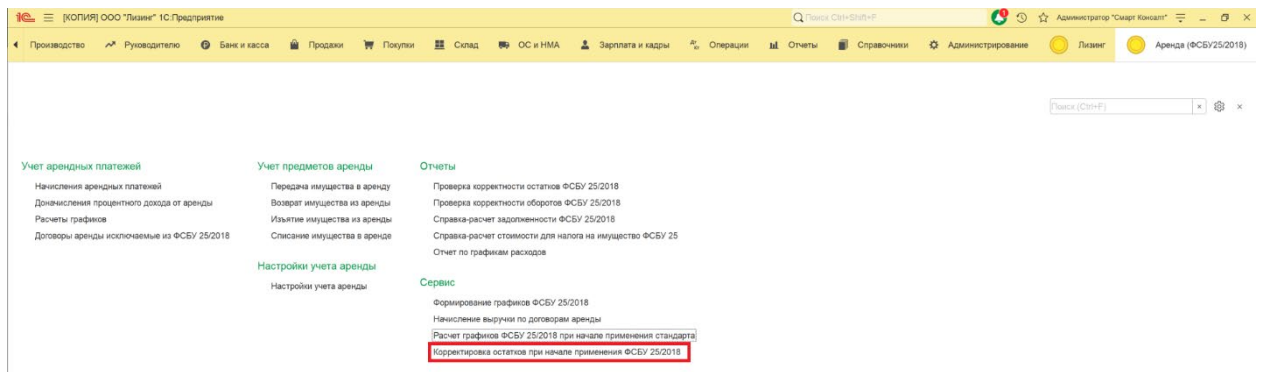 [КОПИЯ] ООО "Лизинг" 1С:Предприятие
Поиск Ctrl+Shift+F
Администратор "Смарт Консалт"
Производство Руководителю Банк и касса Продажи Покупки Склад ОС и НМА Зарплата и кадры Операции Отчеты Справочники Администрирование Лизинг Аренда (ФСБУ25/2018)
Поиск (Ctrl+F)
Учет арендных платежей
Начисления арендных платежей
Доначисления процентного дохода от аренды
Расчеты графиков
Договоры аренды исключаемые из ФСБУ 25/2018
Учет предметов аренды
Передача имущества в аренду
Возврат имущества из аренды
Изъятие имущества из аренды
Списание имущества в аренде
Настройки учета аренды
Настройки учета аренды
Отчеты
Проверка корректности остатков ФСБУ 25/2018
Проверка корректности оборотов ФСБУ 25/2018
Справка-расчет задолженности ФСБУ 25/2018
Справка-расчет стоимости для налога на имущество ФСБУ 25
Отчет по графикам расходов
Сервис
Формирование графиков ФСБУ 25/2018
Начисление выручки по договорам аренды
Расчет графиков ФСБУ 25/2018 при начале применения стандарта
Корректировка остатков при начале применения ФСБУ 25/2018